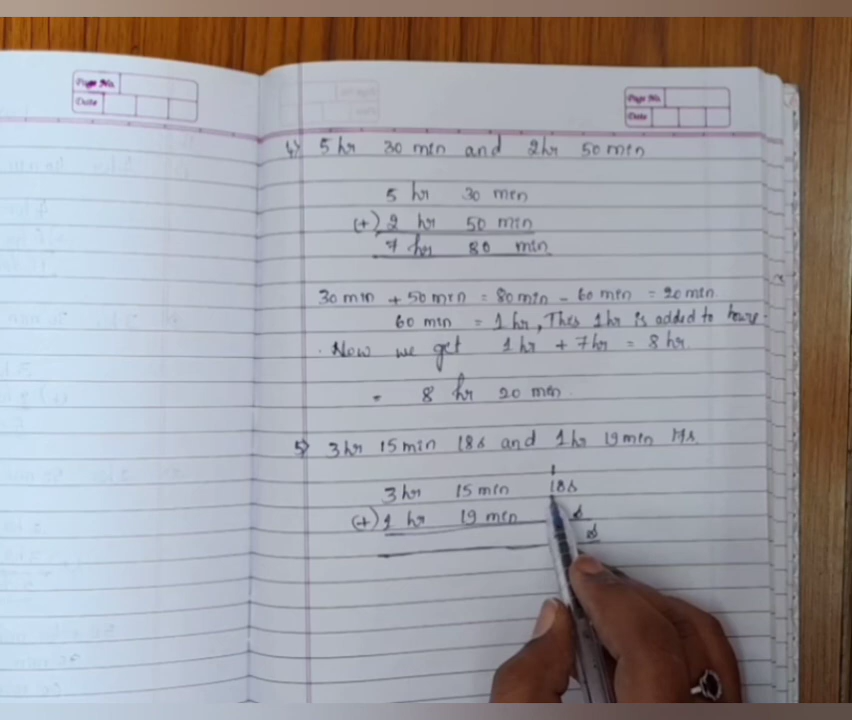 Page No.
Date
Page No.
Date
4) 5 hr 30 min and 2hr 50 min
5 hr 30 min
(+) 2 hr 50 min
7 hr 80 min
30 min + 50 min = 80 min - 60 min = 20 min.
60 min = 1 hr, This 1 hr is added to hours.
Now we get 1 hr + 7 hr = 8 hr.
= 8 hr 20 min.
5) 3 hr 15 min 18s and 1 hr 19 min
1
3 hr 15 min 18s
(+) 1 hr 19 min s
s